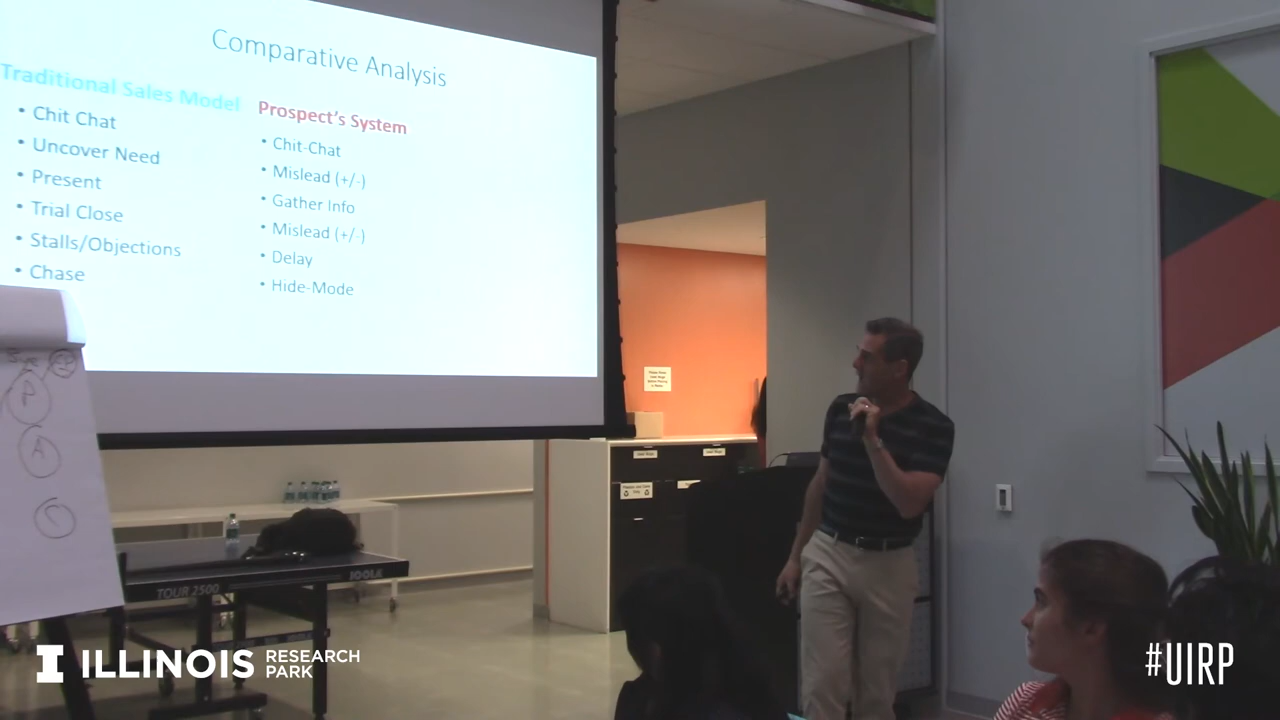 Comparative Analysis
Traditional Sales Model
• Chit Chat
• Uncover Need
• Present
• Trial Close
• Stalls/Objections
• Chase
Prospect's System
• Chit-Chat
• Mislead (+/-)
• Gather Info
• Mislead (+/-)
• Delay
• Hide-Mode
P
A
TOUR 2500
JOOLA
I ILLINOIS RESEARCH
PARK
#UIRP